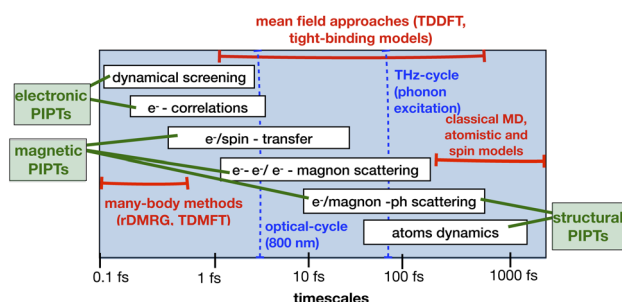 mean field approaches (TDDFT,
tight-binding models)
dynamical screening
THz-cycle
(phonon
excitation)
electronic
PIPTs
e⁻ - correlations
classical MD,
atomistic and
spin models
e⁻/spin - transfer
magnetic
PIPTs
e⁻- e⁻/ e⁻ - magnon scattering
many-body methods
(rDMRG. TDMFT)
e⁻/magnon -ph scattering
structural
PIPTs
optical-cycle
(800 nm)
atoms dynamics
0.1 fs
1 fs
10 fs
100 fs
1000 fs
timescales